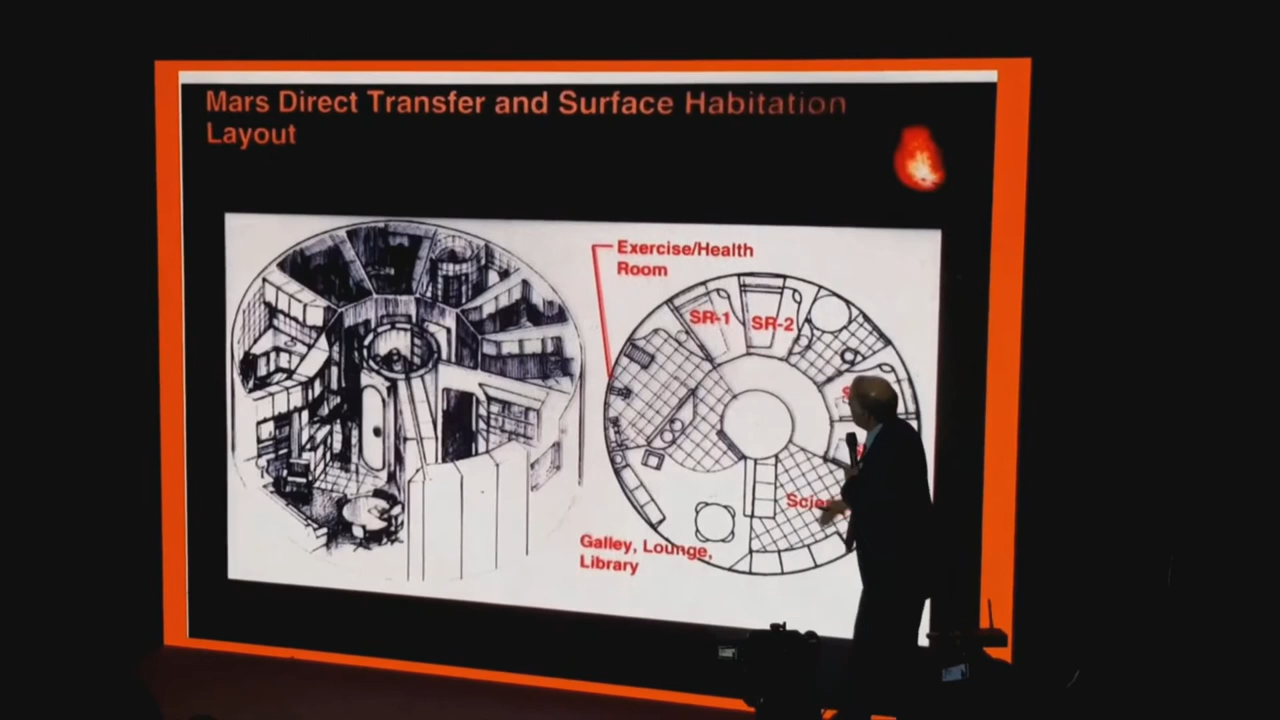 Mars Direct Transfer and Surface Habitation
Layout
Exercise/Health
Room
SR-1
SR-2
Galley, Lounge,
Library